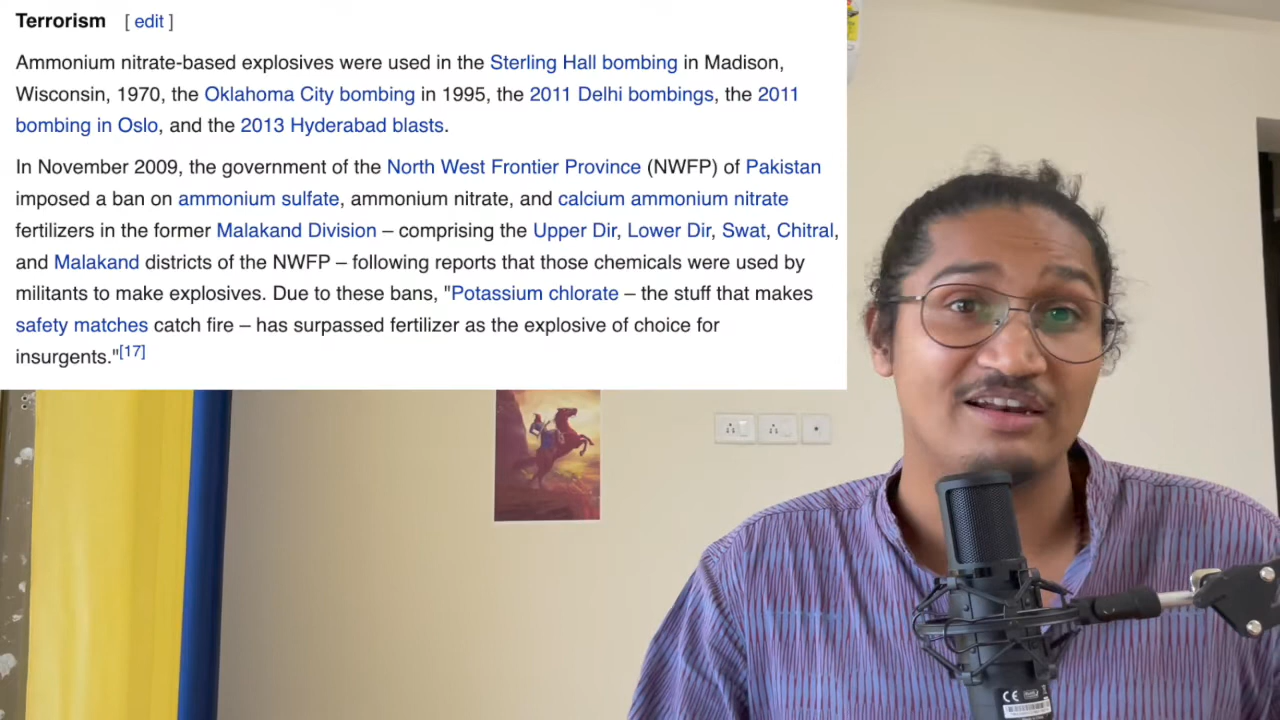 Terrorism [ edit ]
Ammonium nitrate-based explosives were used in the Sterling Hall bombing in Madison,
Wisconsin, 1970, the Oklahoma City bombing in 1995, the 2011 Delhi bombings, the 2011
bombing in Oslo, and the 2013 Hyderabad blasts.
In November 2009, the government of the North West Frontier Province (NWFP) of Pakistan
imposed a ban on ammonium sulfate, ammonium nitrate, and calcium ammonium nitrate
fertilizers in the former Malakand Division – comprising the Upper Dir, Lower Dir, Swat, Chitral,
and Malakand districts of the NWFP – following reports that those chemicals were used by
militants to make explosives. Due to these bans, "Potassium chlorate – the stuff that makes
safety matches catch fire – has surpassed fertilizer as the explosive of choice for
insurgents."[17]
CE